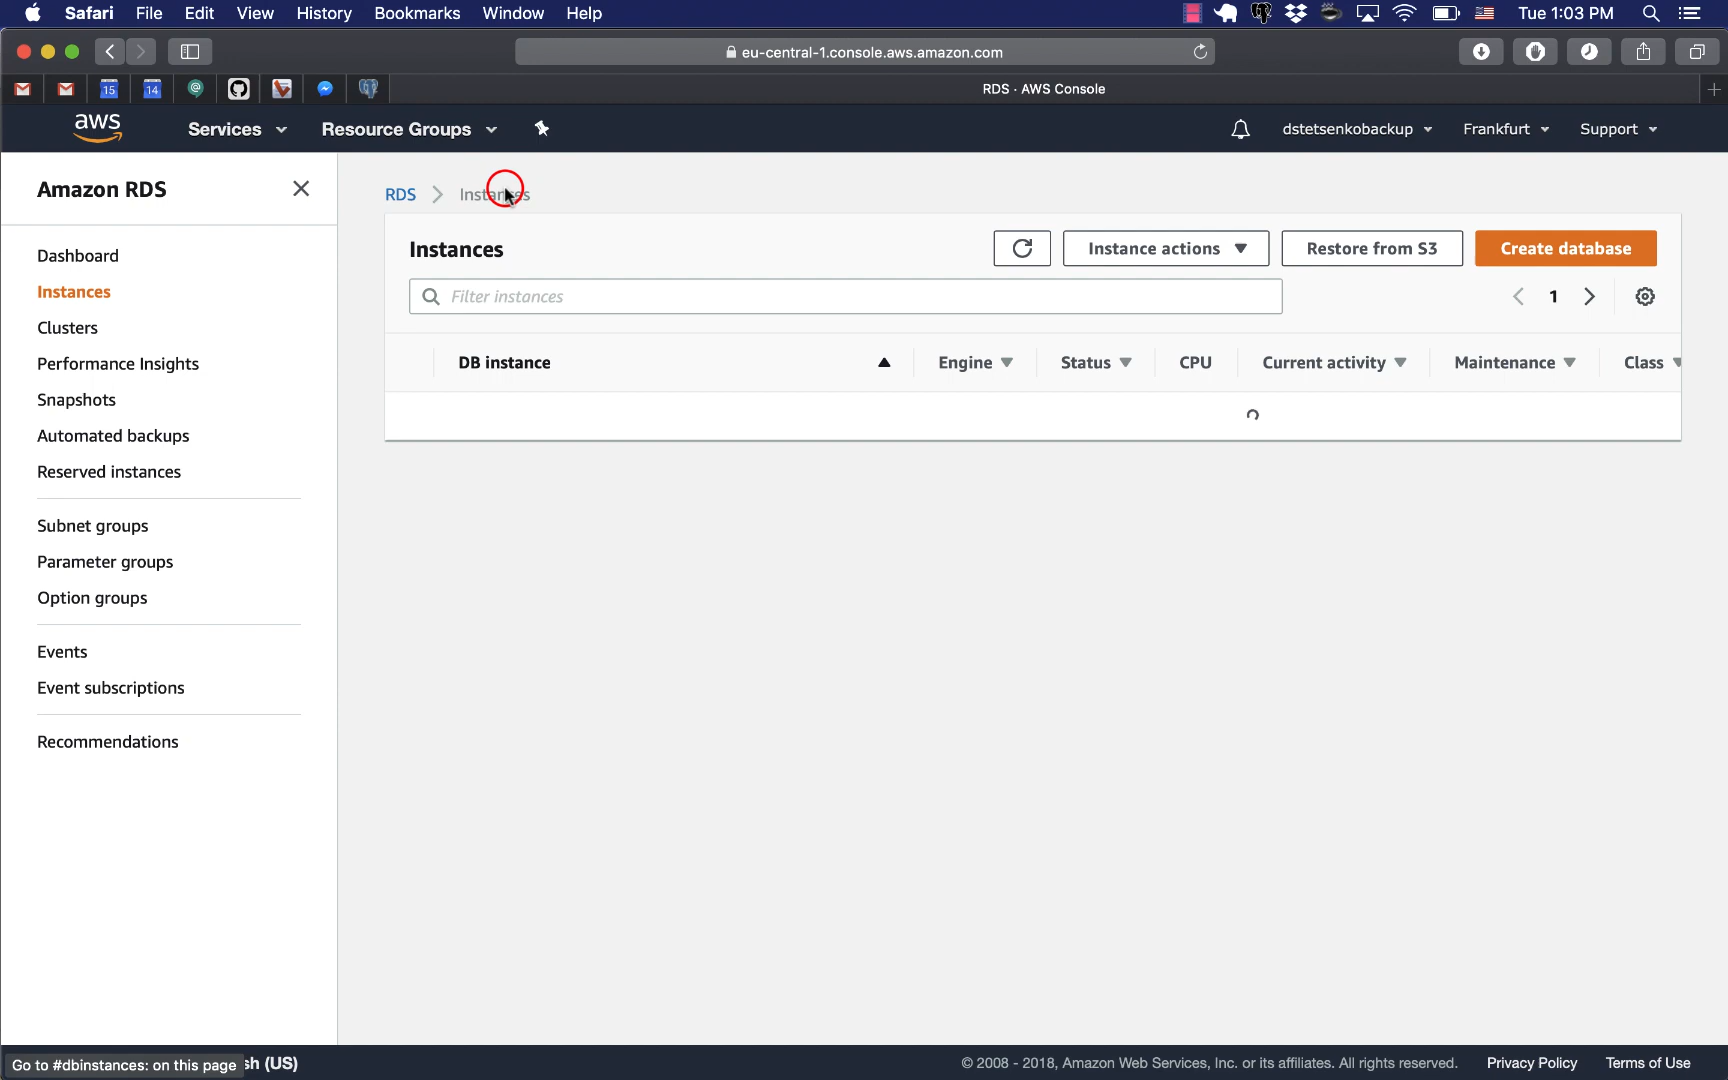 Safari File Edit View History Bookmarks Window Help Tue 1:03 PM
eu-central-1.console.aws.amazon.com
15 14 RDS · AWS Console
aws Services Resource Groups dstetsenkobackup Frankfurt Support
Amazon RDS
Dashboard
Instances
Clusters
Performance Insights
Snapshots
Automated backups
Reserved instances
Subnet groups
Parameter groups
Option groups
Events
Event subscriptions
Recommendations
RDS Instances
Instances Instance actions Restore from S3 Create database
Filter instances 1
DB instance Engine Status CPU Current activity Maintenance Class
Go to #dbinstances: on this page sh (US) © 2008 - 2018, Amazon Web Services, Inc. or its affiliates. All rights reserved. Privacy Policy Terms of Use